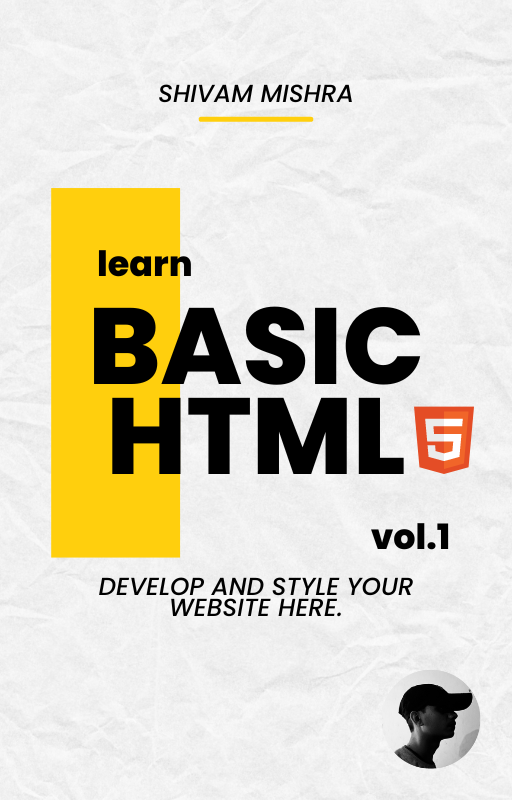 SHIVAM MISHRA
learn
BASIC
HTML 5
vol.1
DEVELOP AND STYLE YOUR
WEBSITE HERE.